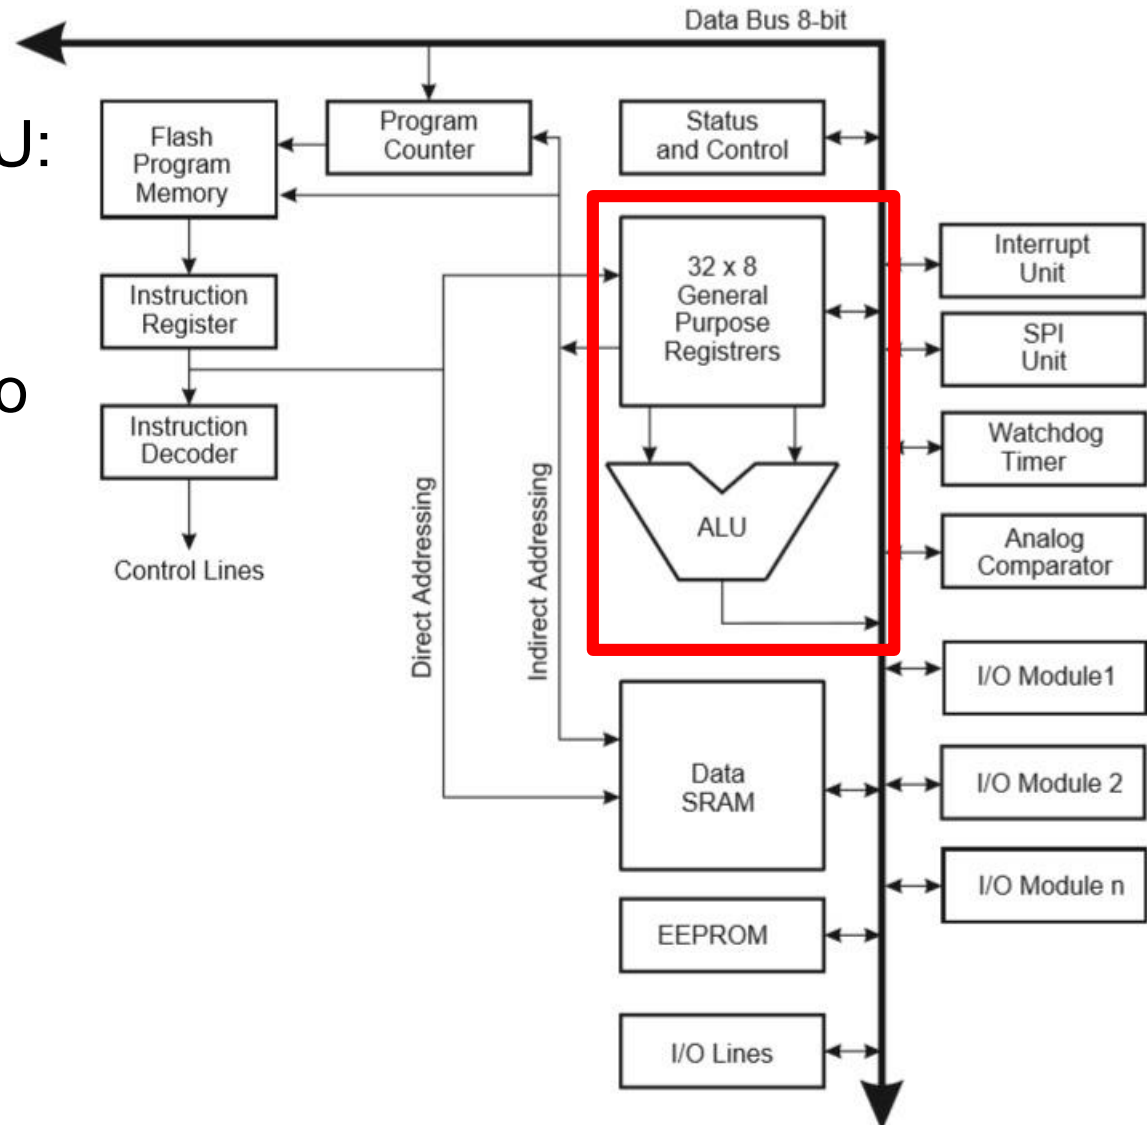 Data Bus 8-bit
U:
o
Flash
Program
Memory
Program
Counter
Status
and Control
Instruction
Register
32 x 8
General
Purpose
Registrers
Interrupt
Unit
SPI
Unit
Instruction
Decoder
Watchdog
Timer
Control Lines
Direct Addressing
Indirect Addressing
ALU
Analog
Comparator
I/O Module1
Data
SRAM
I/O Module 2
I/O Module n
EEPROM
I/O Lines